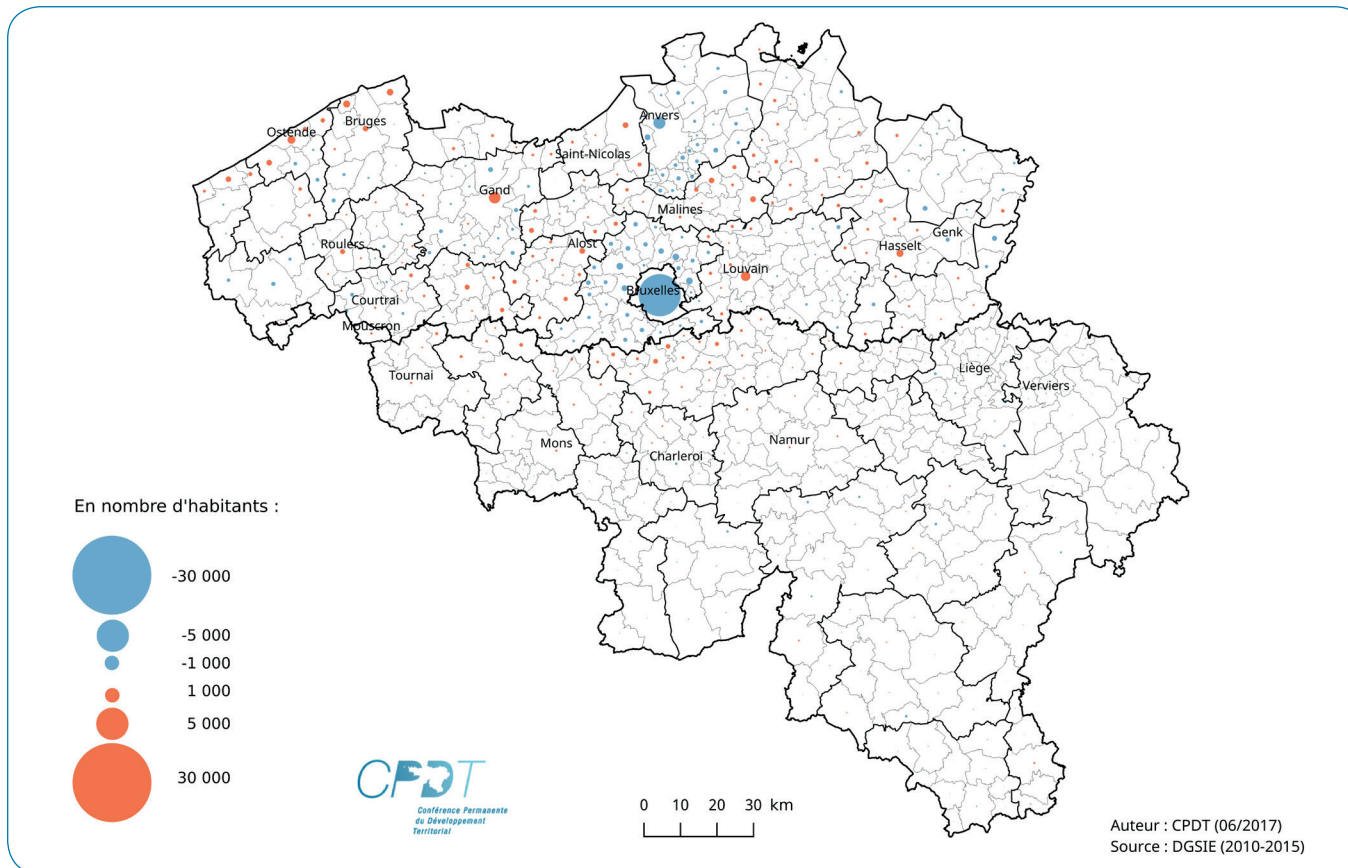 Anvers
Bruges
Ostende
Saint-Nicolas
Gand
Malines
Genk
Roulers
Alost
Hasselt
Louvain
Bruxelles
Courtrai
Mouscron
Tournai
Liège
Verviers
Mons
Namur
Charleroi
En nombre d'habitants :
-30 000
-5 000
-1 000
1 000
5 000
30 000
CPDT
Conférence Permanente
du Développement
Territorial
0 10 20 30 km
Auteur : CPDT (06/2017)
Source : DGSIE (2010-2015)